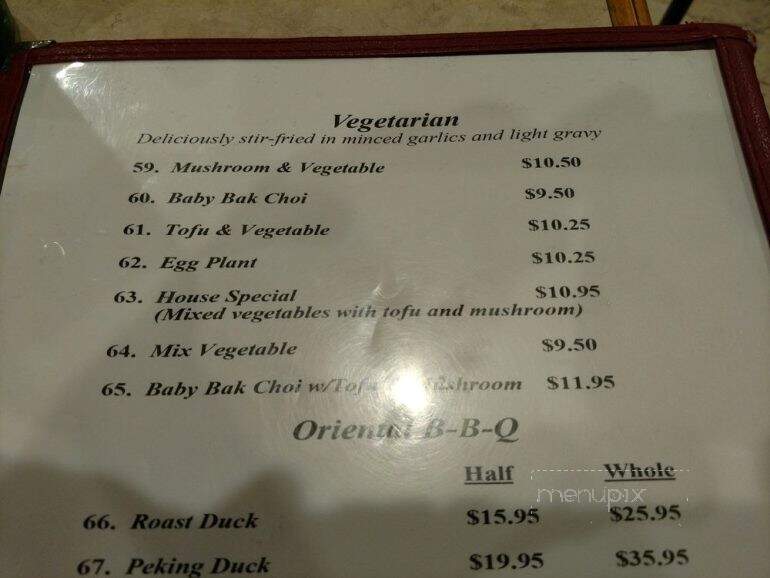 Vegetarian
Deliciously stir-fried in minced garlics and light gravy
59. Mushroom & Vegetable $10.50
60. Baby Bak Choi $9.50
61. Tofu & Vegetable $10.25
62. Egg Plant $10.25
63. House Special $10.95
(Mixed vegetables with tofu and mushroom)
64. Mix Vegetable $9.50
65. Baby Bak Choi w/Tofu Mushroom $11.95
Oriental B-B-Q
Half Whole
menupix
66. Roast Duck $15.95 $25.95
67. Peking Duck $19.95 $35.95